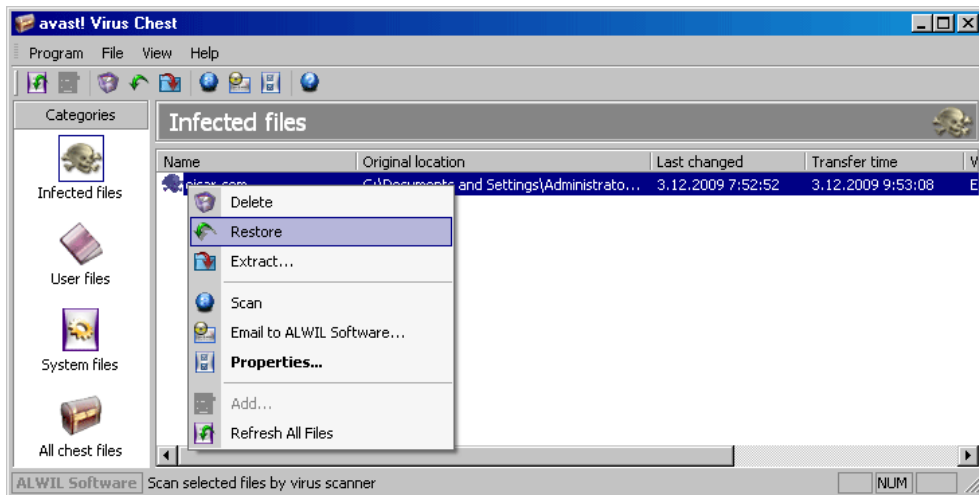 avast! Virus Chest
Program File View Help
Categories
Infected files
Infected files
User files
System files
All chest files
Name Original location Last changed Transfer time V
C:\Documents and Settings\Administrato... 3.12.2009 7:52:52 3.12.2009 9:53:08 E
Delete
Restore
Extract...
Scan
Email to ALWIL Software...
Properties...
Add...
Refresh All Files
ALWIL Software Scan selected files by virus scanner NUM